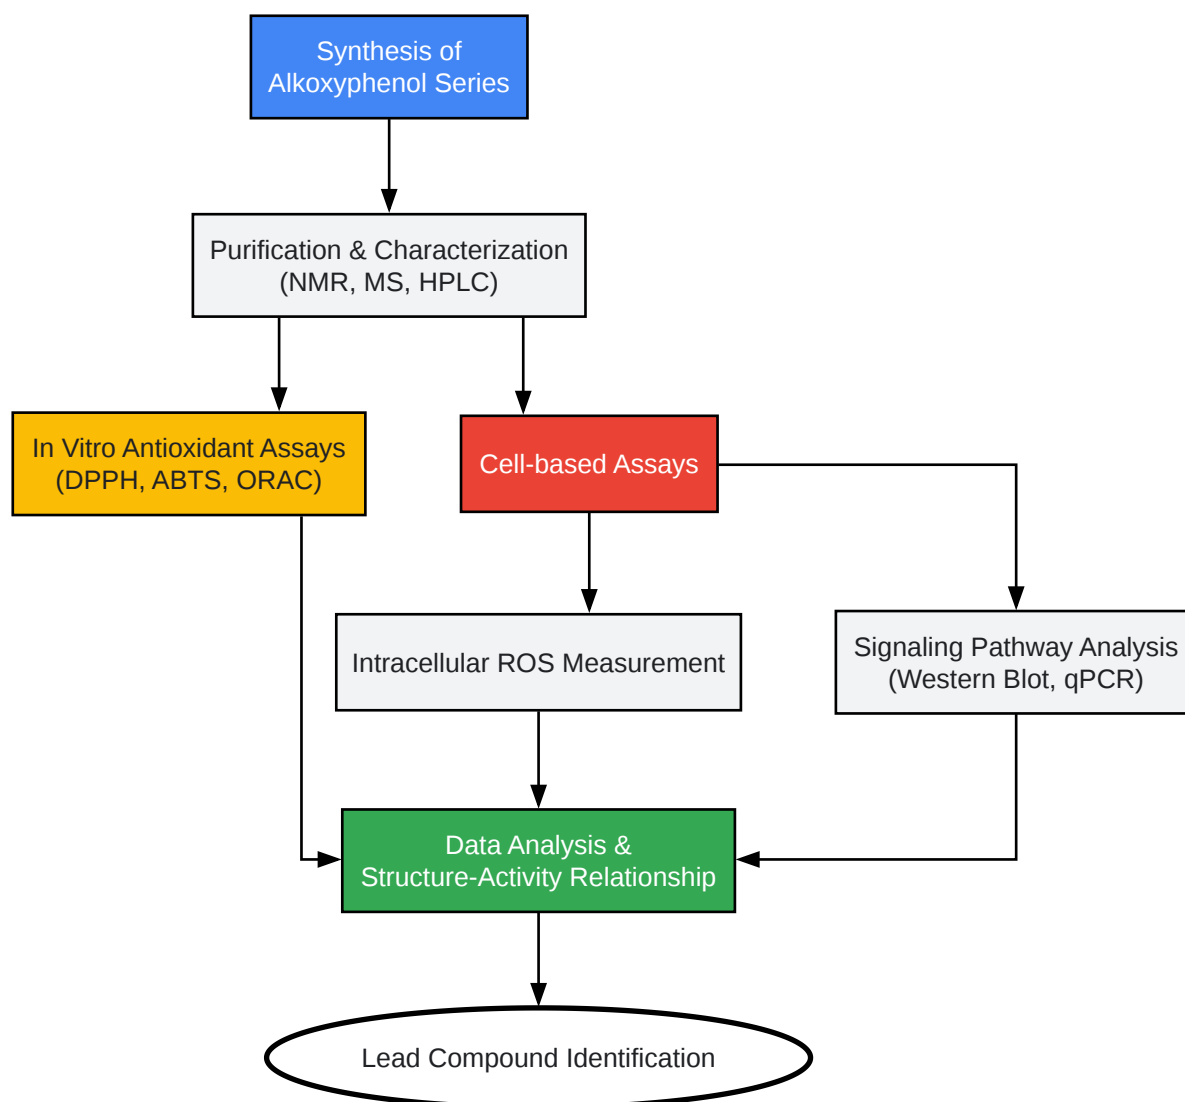 Synthesis of
Alkoxyphenol Series
Purification & Characterization
(NMR, MS, HPLC)
In Vitro Antioxidant Assays
(DPPH, ABTS, ORAC)
Cell-based Assays
Intracellular ROS Measurement
Signaling Pathway Analysis
(Western Blot, qPCR)
Data Analysis &
Structure-Activity Relationship
Lead Compound Identification